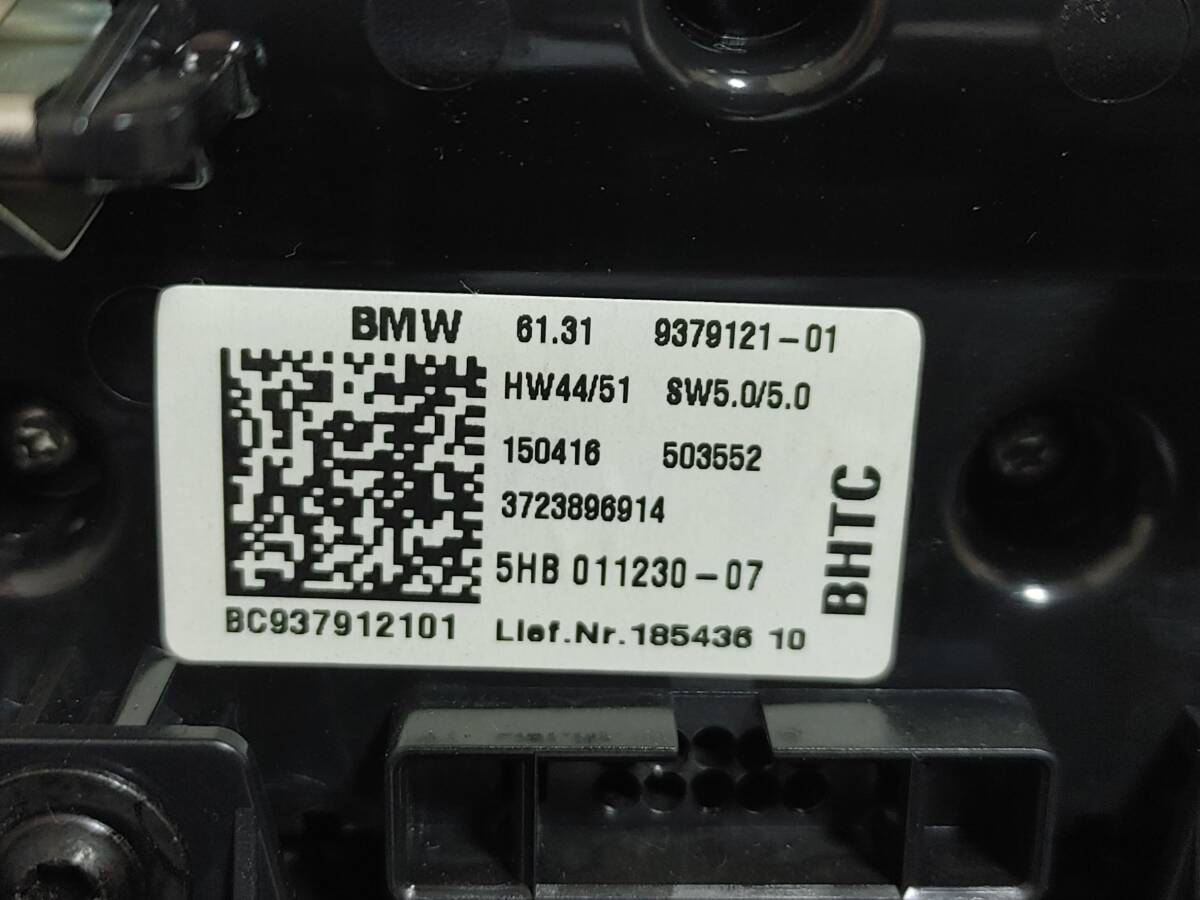 BMW 61.31 9379121-01
HW44/51 SW5.0/5.0
150416 503552
3723896914
5HB 011230-07
BC937912101 Lief.Nr.185436 10
BHTC